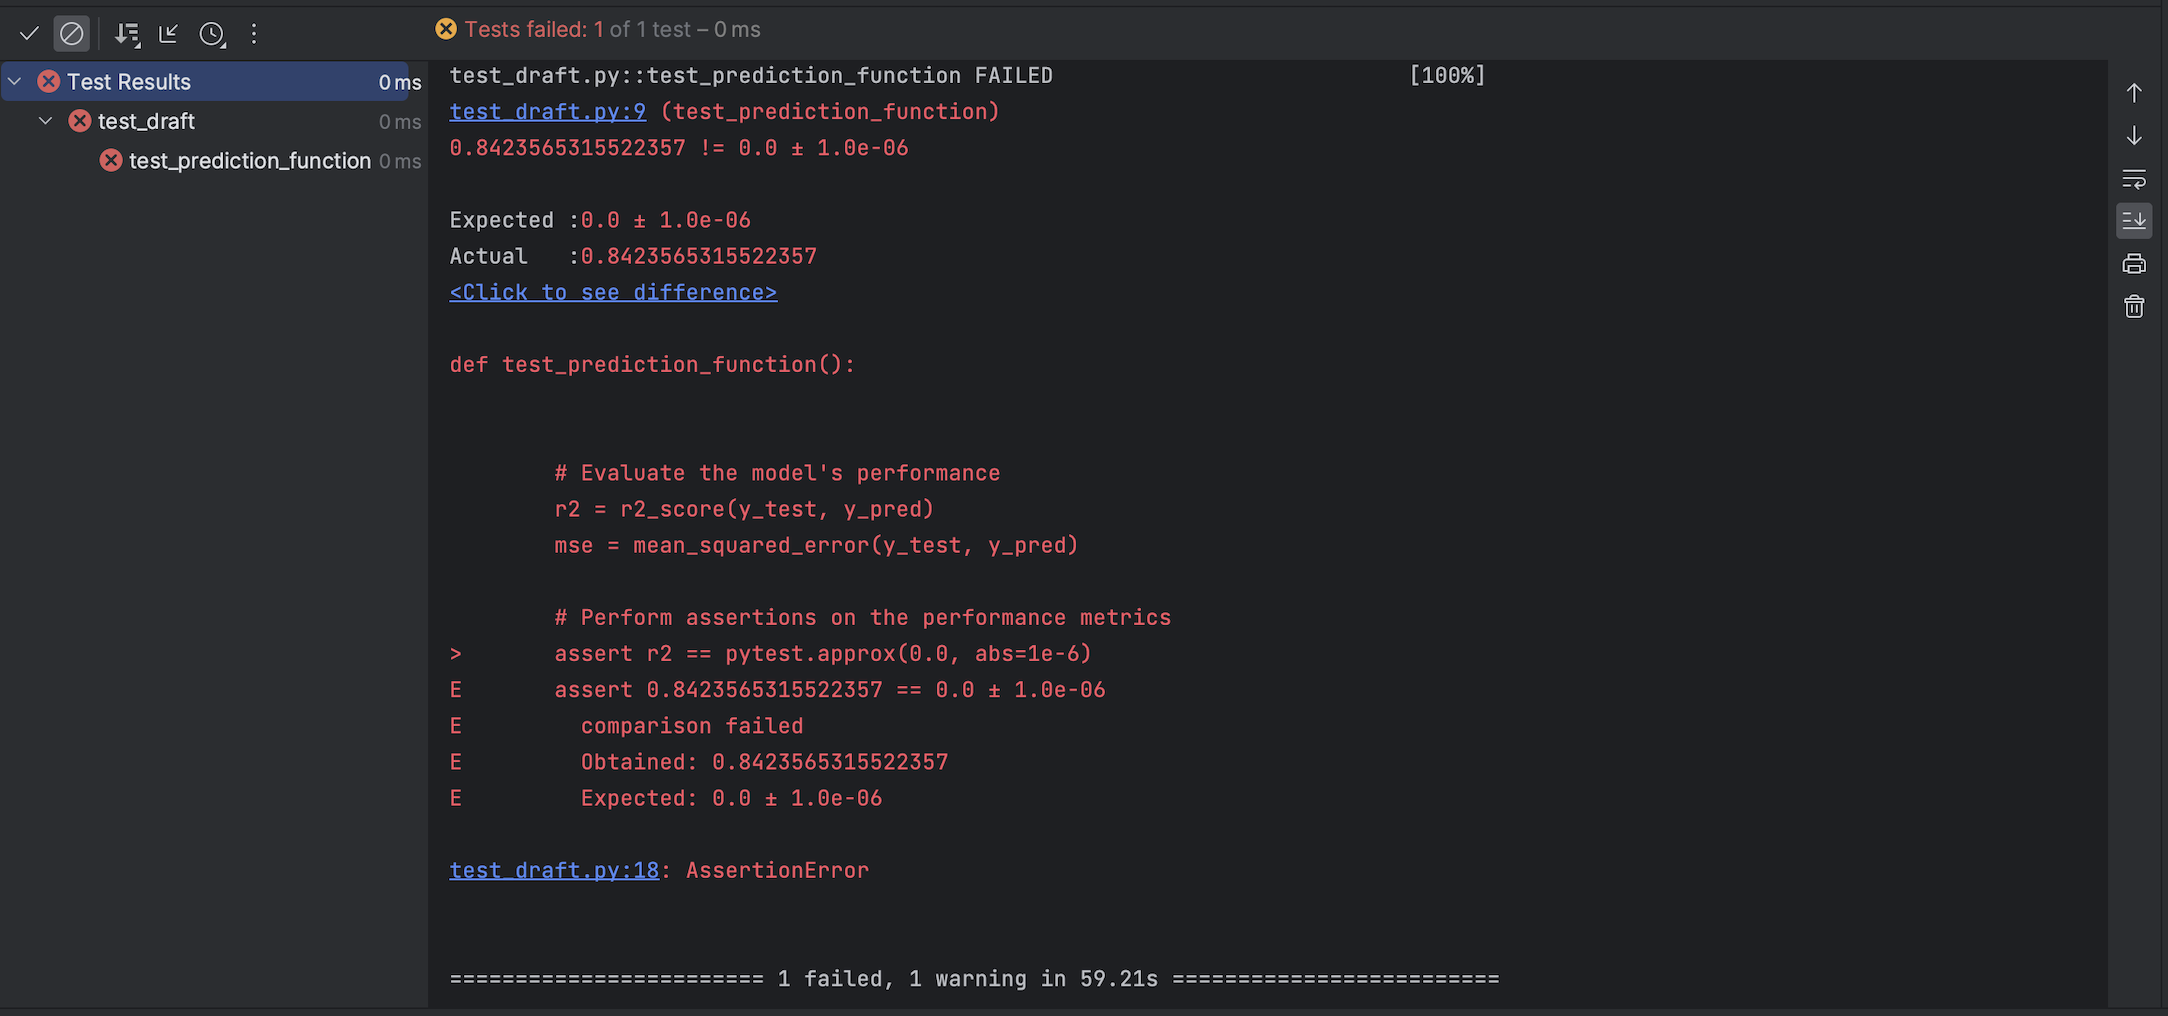 Tests failed: 1 of 1 test – 0 ms
Test Results 0 ms
test_draft 0 ms
test_prediction_function 0 ms
test_draft.py::test_prediction_function FAILED [100%]
test_draft.py:9 (test_prediction_function)
0.8423565315522357 != 0.0 ± 1.0e-06
Expected :0.0 ± 1.0e-06
Actual :0.8423565315522357
<Click to see difference>
def test_prediction_function():
# Evaluate the model's performance
r2 = r2_score(y_test, y_pred)
mse = mean_squared_error(y_test, y_pred)
# Perform assertions on the performance metrics
> assert r2 == pytest.approx(0.0, abs=1e-6)
E assert 0.8423565315522357 == 0.0 ± 1.0e-06
E comparison failed
E Obtained: 0.8423565315522357
E Expected: 0.0 ± 1.0e-06
test_draft.py:18: AssertionError
======================== 1 failed, 1 warning in 59.21s =========================